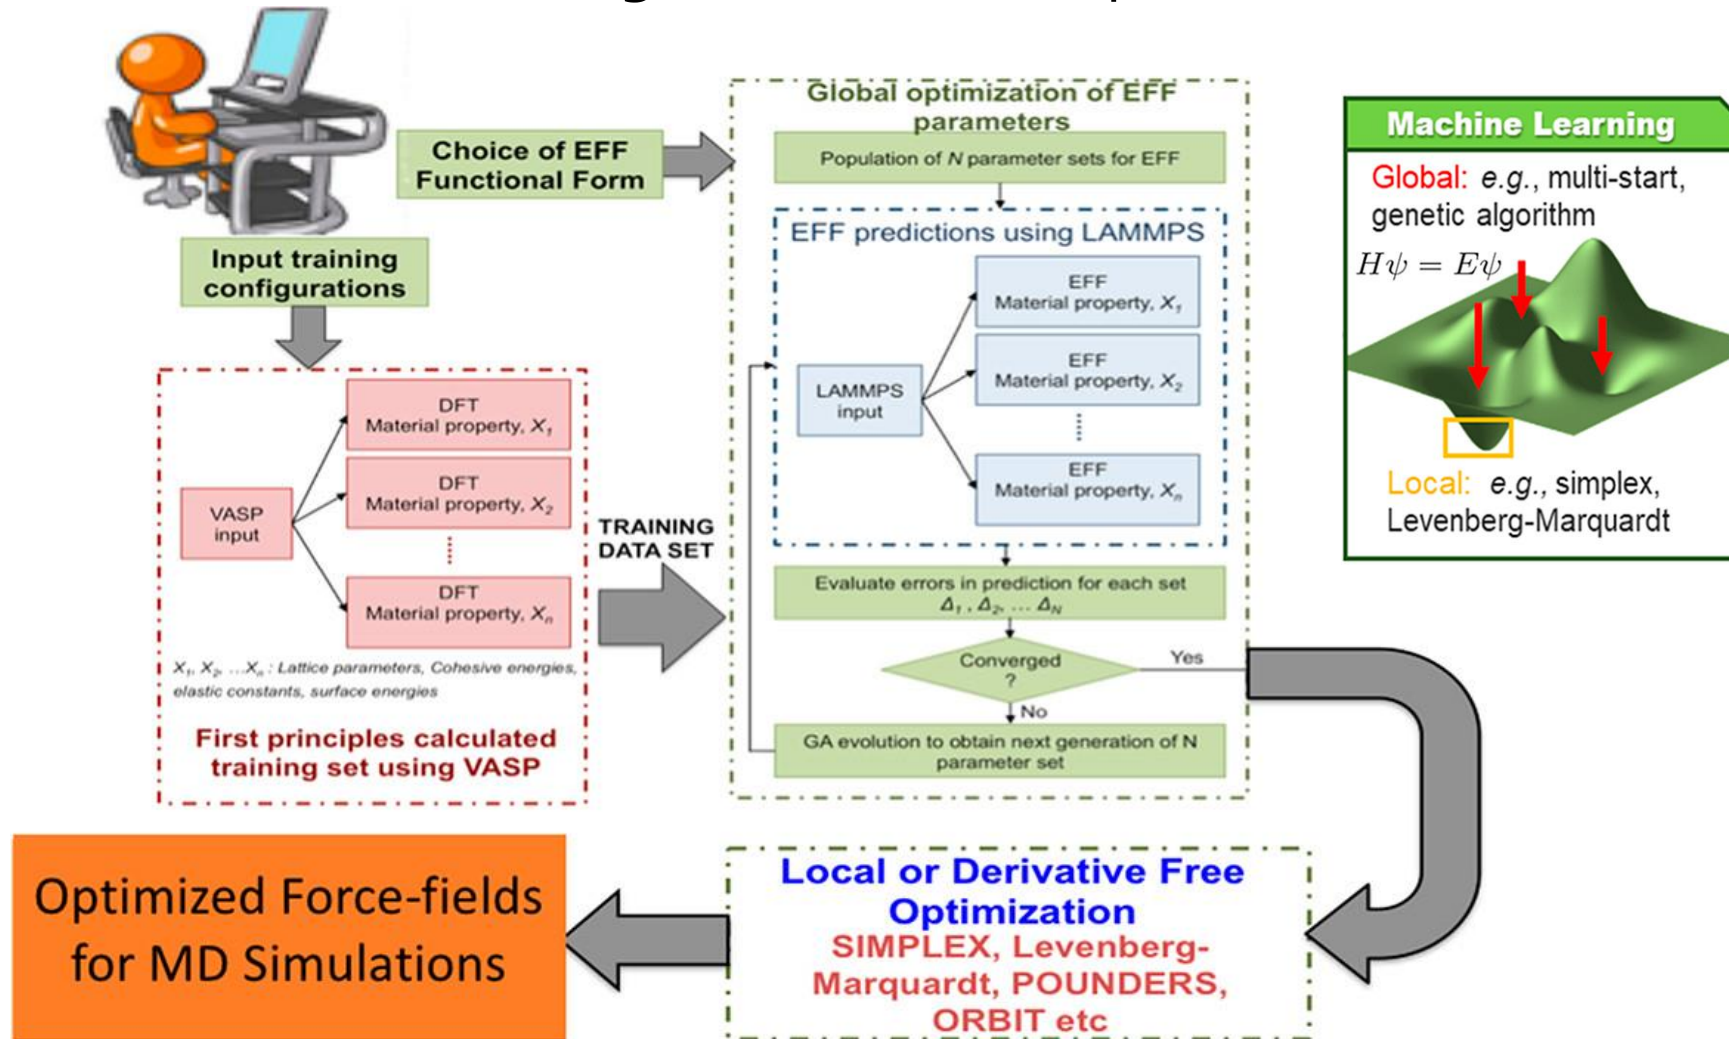 Choice of EFF
Functional Form
Input training
configurations
VASP
input
DFT
Material property, X₁
DFT
Material property, X₂
DFT
Material property, Xₙ
X₁, X₂, ...Xₙ : Lattice parameters, Cohesive energies,
elastic constants, surface energies
First principles calculated
training set using VASP
TRAINING
DATA SET
Global optimization of EFF
parameters
Population of N parameter sets for EFF
EFF predictions using LAMMPS
LAMMPS
input
EFF
Material property, X₁
EFF
Material property, X₂
EFF
Material property, Xₙ
Evaluate errors in prediction for each set
Δ₁ , Δ₂, ... Δ_N
Converged
?
Yes
No
GA evolution to obtain next generation of N
parameter set
Machine Learning
Global: e.g., multi-start,
genetic algorithm
Hψ = Eψ
Local: e.g., simplex,
Levenberg-Marquardt
Local or Derivative Free
Optimization
SIMPLEX, Levenberg-
Marquardt, POUNDERS,
ORBIT etc
Optimized Force-fields
for MD Simulations